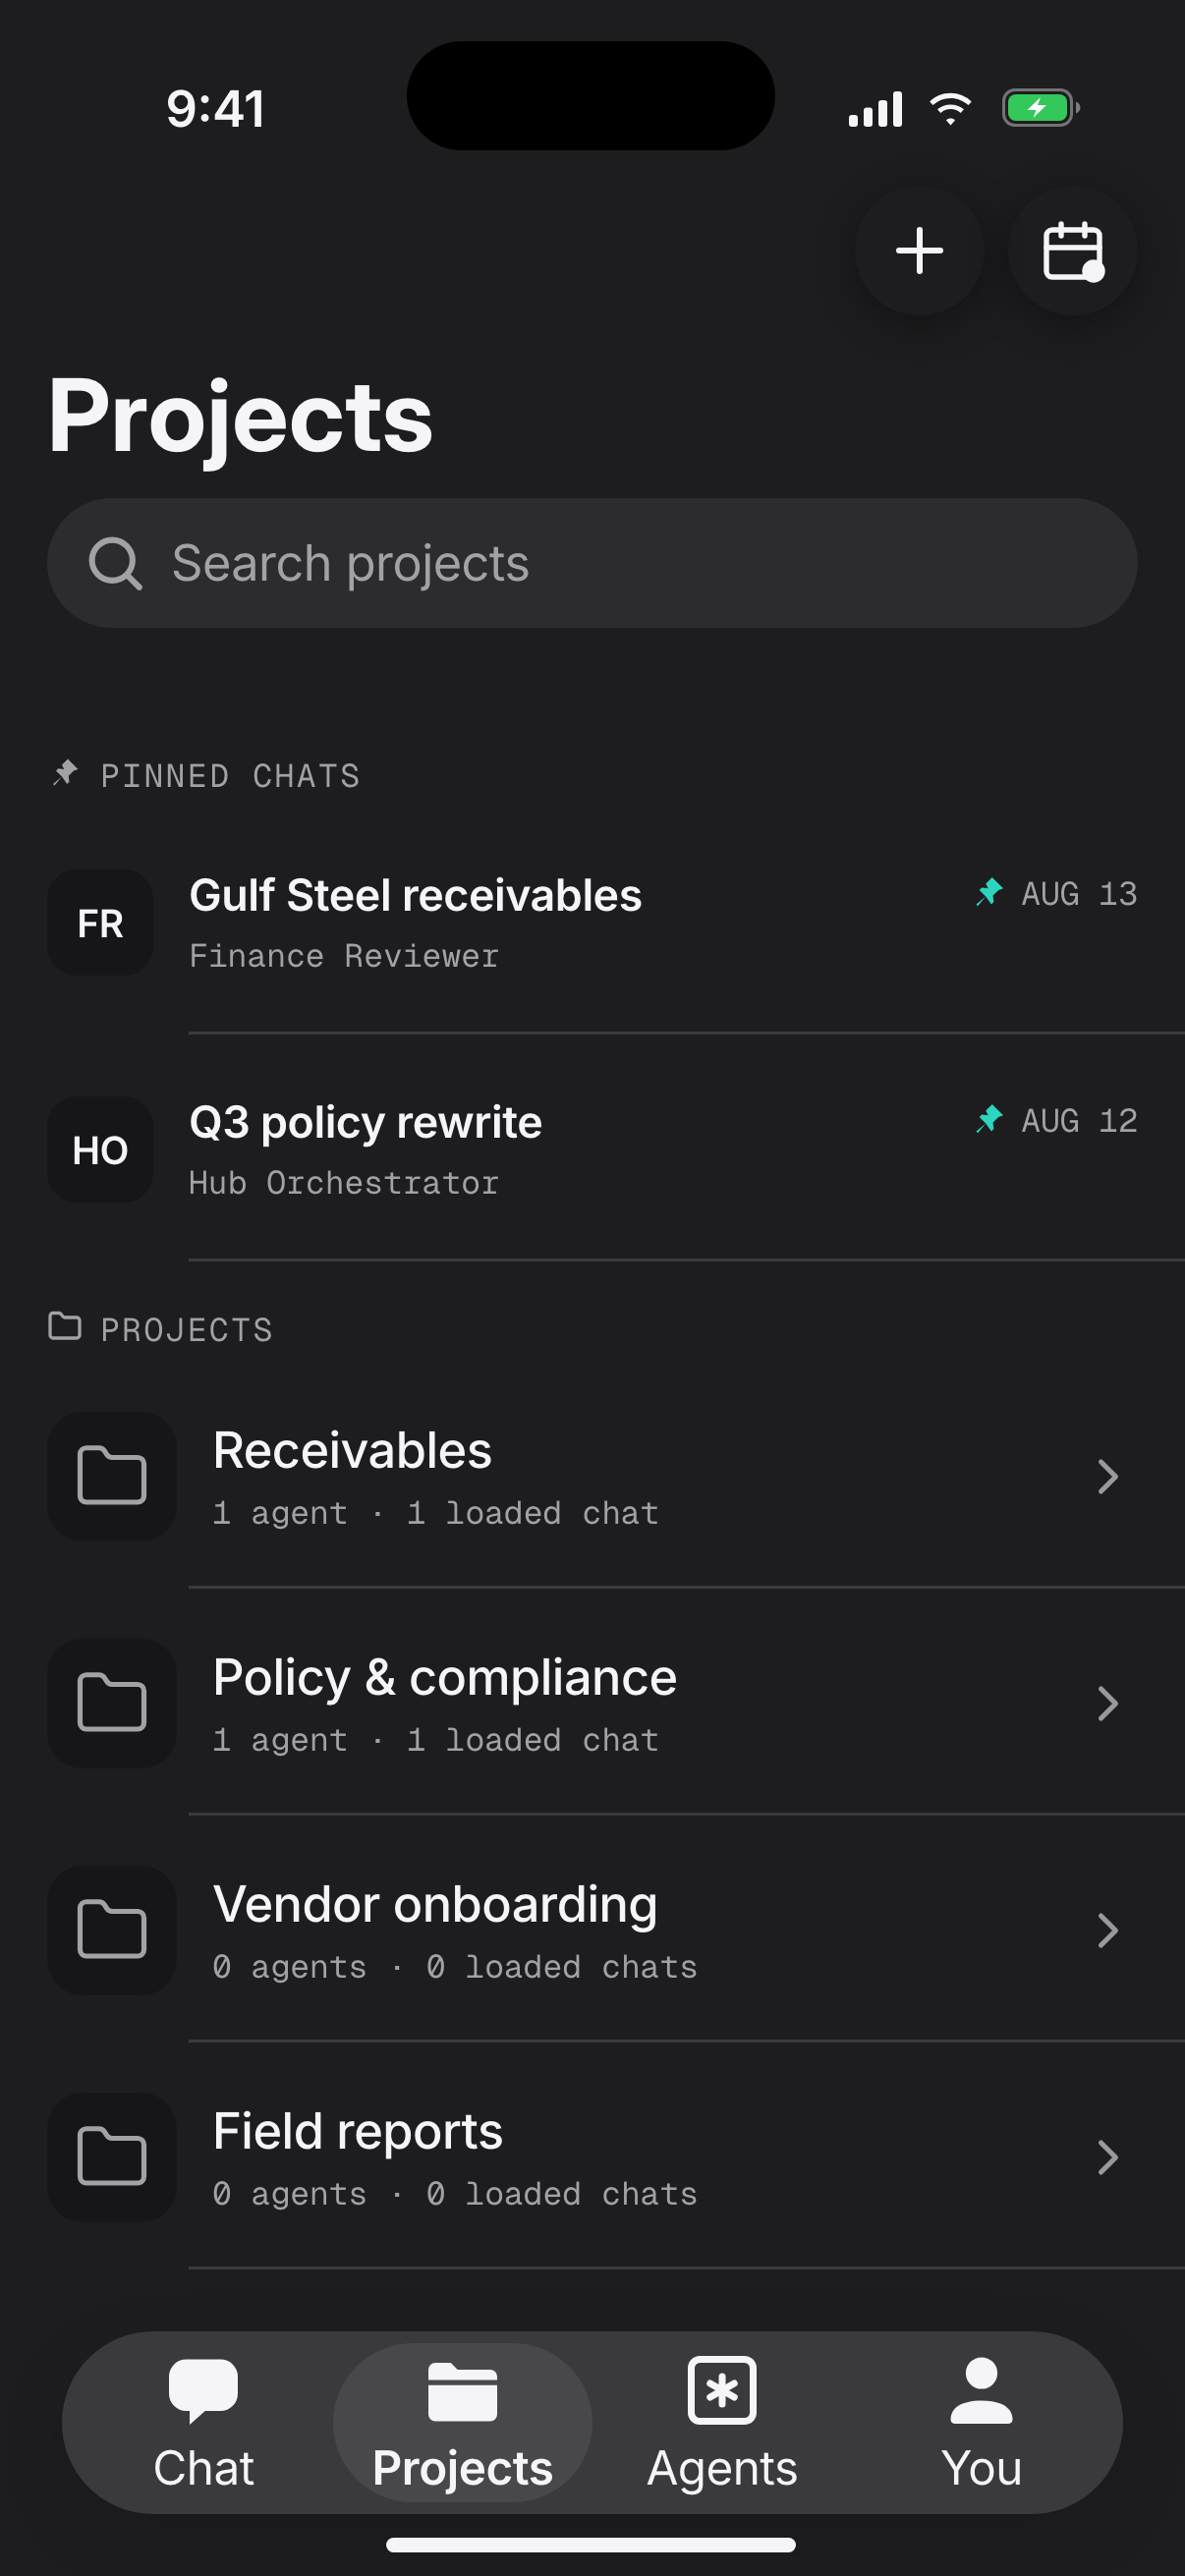 9:41
Projects
Search projects
PINNED CHATS
FR
Gulf Steel receivables
AUG 13
Finance Reviewer
HO
Q3 policy rewrite
AUG 12
Hub Orchestrator
PROJECTS
Receivables
1 agent · 1 loaded chat
Policy & compliance
1 agent · 1 loaded chat
Vendor onboarding
0 agents · 0 loaded chats
Field reports
0 agents · 0 loaded chats
Chat
Projects
Agents
You